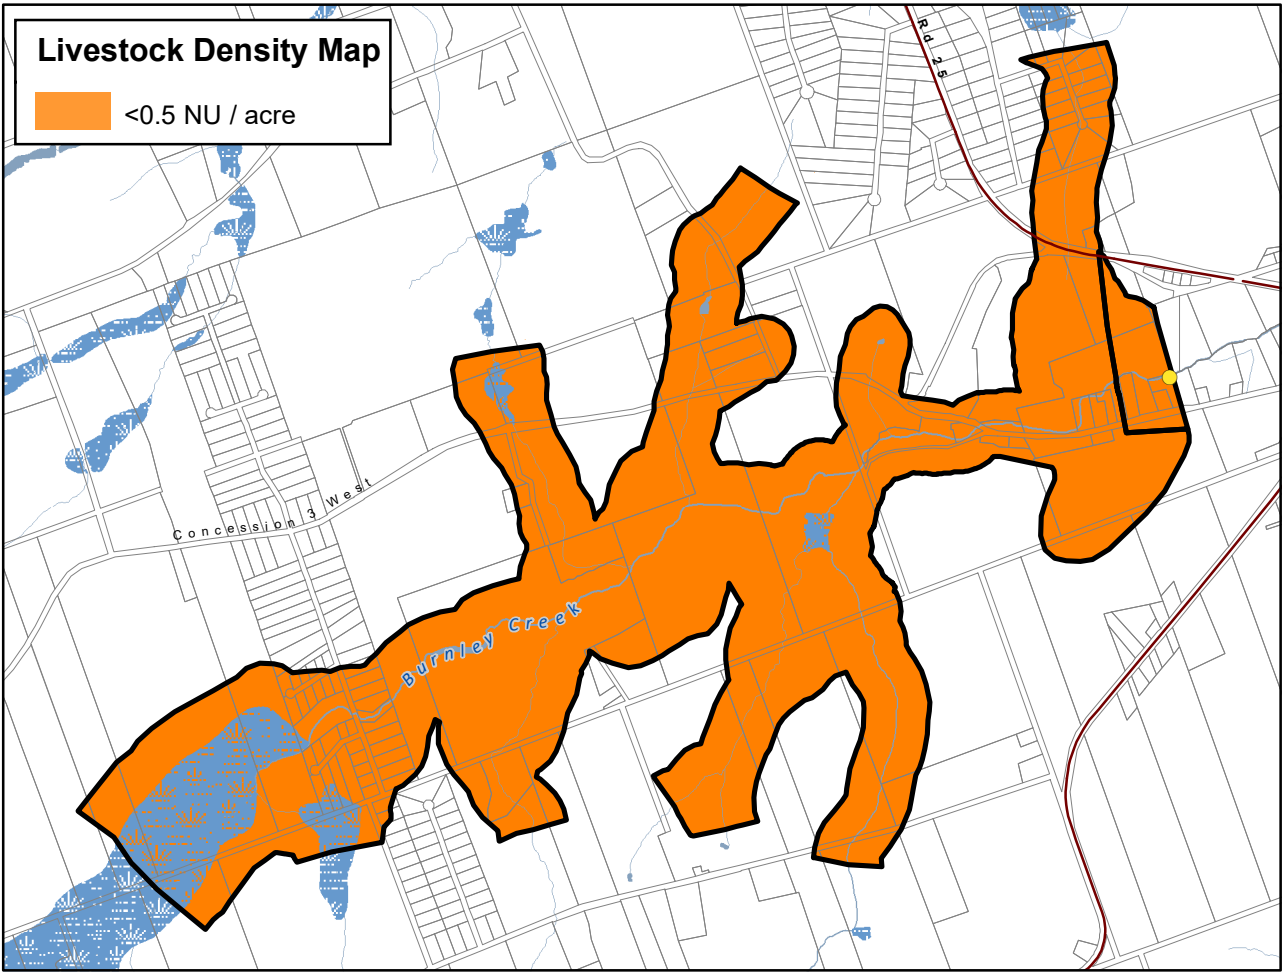 Livestock Density Map
<0.5 NU / acre
Rd 25
Concession 3 West
Burnley Creek